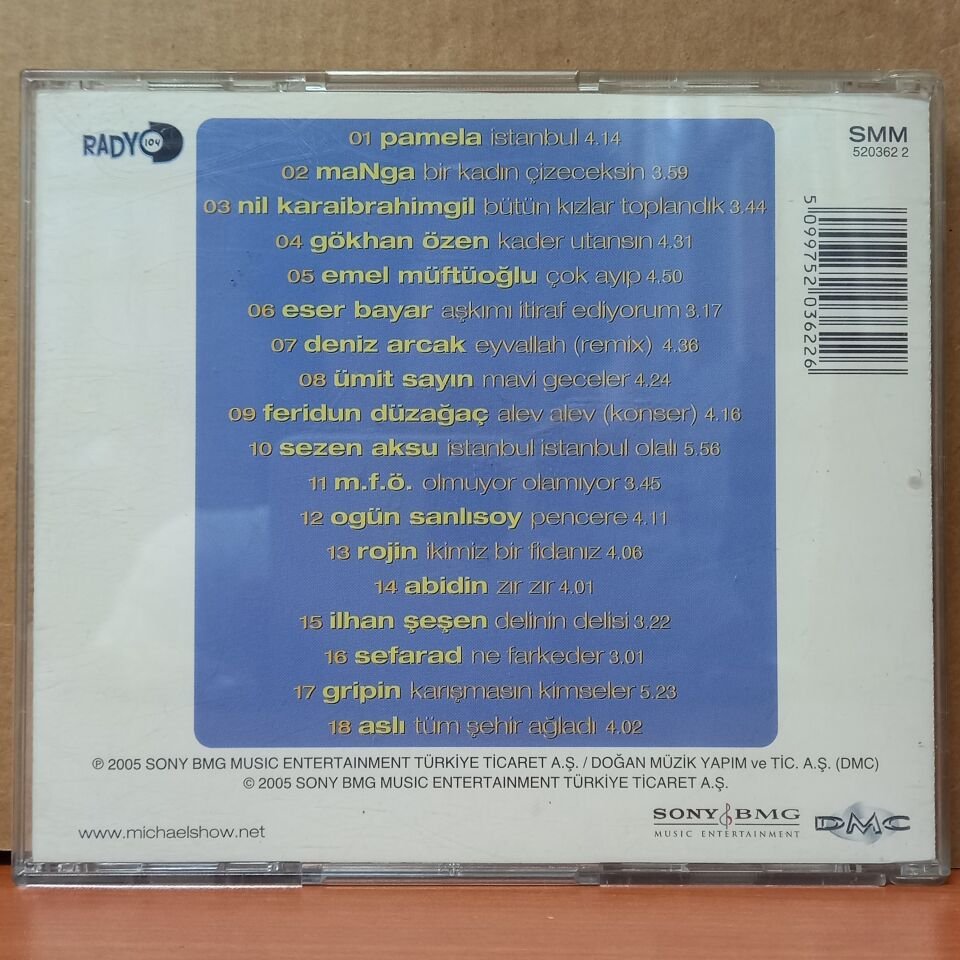 RADYO 104
01 pamela istanbul 4.14
02 maNga bir kadın çizeceksin 3.59
03 nil karaibrahimgil bütün kızlar toplandık 3.44
04 gökhan özen kader utansın 4.31
05 emel müftüoğlu çok ayıp 4.50
06 eser bayar aşkımı itiraf ediyorum 3.17
07 deniz arcak eyvallah (remix) 4.36
08 ümit sayın mavi geceler 4.24
09 feridun düzağaç alev alev (konser) 4.16
10 sezen aksu istanbul istanbul olalı 5.56
11 m.f.ö. olmuyor olamıyor 3.45
12 ogün sanlısoy pencere 4.11
13 rojin ikimiz bir fidanız 4.06
14 abidin zır zır 4.01
15 ilhan şeşen delinin delisi 3.22
16 sefarad ne farkeder 3.01
17 gripin karışmasın kimseler 5.23
18 aslı tüm şehir ağladı 4.02
SMM
520362 2
5 099752 036226
℗ 2005 SONY BMG MUSIC ENTERTAINMENT TÜRKİYE TİCARET A.Ş. / DOĞAN MÜZİK YAPIM ve TİC. A.Ş. (DMC)
© 2005 SONY BMG MUSIC ENTERTAINMENT TÜRKİYE TİCARET A.Ş.
www.michaelshow.net
SONY BMG
MUSIC ENTERTAINMENT
DMC